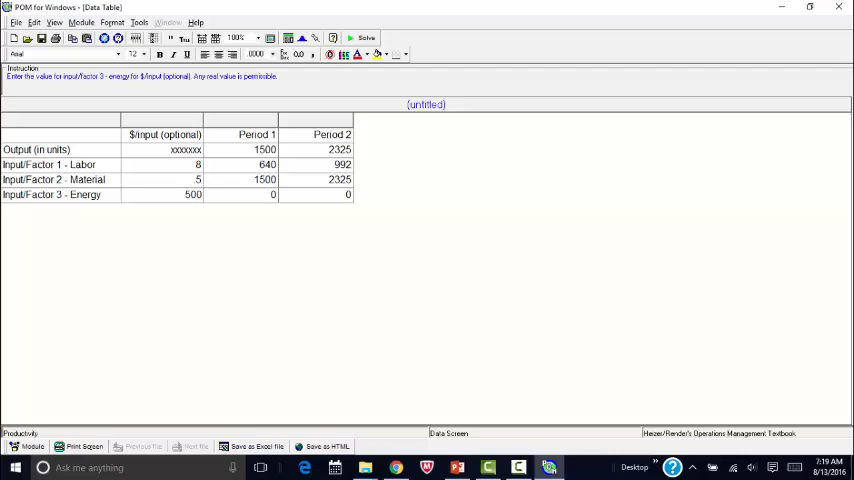 POM for Windows - [Data Table]
File Edit View Module Format Tools Window Help
100% Solve
Arial 12 B I U .0000 0.0 ,
Instruction
Enter the value for input/factor 3 - energy for $/input (optional). Any real value is permissible.
(untitled)
$/input (optional) Period 1 Period 2
Output (in units) xxxxxxx 1500 2325
Input/Factor 1 - Labor 8 640 992
Input/Factor 2 - Material .5 1500 2325
Input/Factor 3 - Energy 500 0 0
Productivity Data Screen Heizer/Render's Operations Management Textbook
Module Print Screen Previous file Next file Save as Excel file Save as HTML
Ask me anything Desktop 7:19 AM
8/13/2016